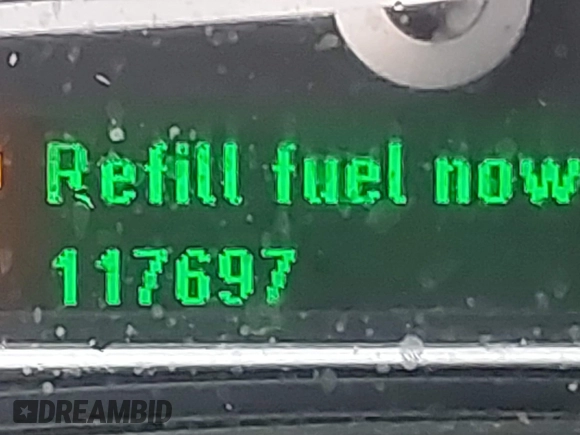 Refill fuel now
117697
DREAMBID